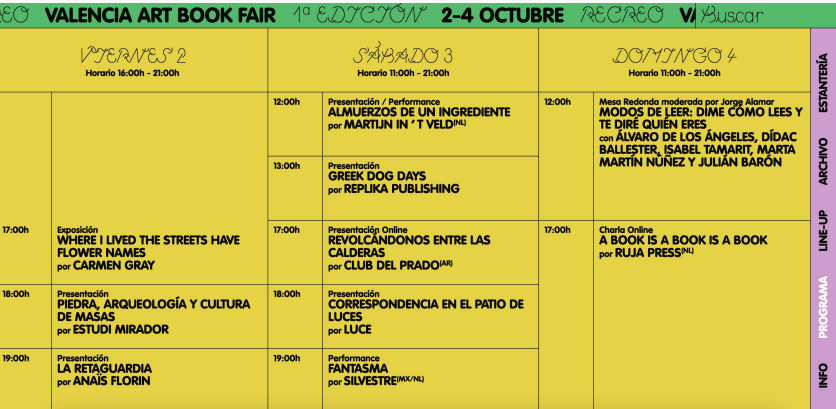 EO VALENCIA ART BOOK FAIR 1ª EDICIÓN 2–4 OCTUBRE RECREO VA Buscar
VIERNES 2
Horario 16:00h - 21:00h
17:00h
Exposición
WHERE I LIVED THE STREETS HAVE
FLOWER NAMES
por CARMEN GRAY
18:00h
Presentación
PIEDRA, ARQUEOLOGÍA Y CULTURA
DE MASAS
por ESTUDI MIRADOR
19:00h
Presentación
LA RETAGUARDIA
por ANAÏS FLORIN
SÁBADO 3
Horario 11:00h - 21:00h
12:00h
Presentación / Performance
ALMUERZOS DE UN INGREDIENTE
por MARTIJN IN ' T VELD(NL)
13:00h
Presentación
GREEK DOG DAYS
por REPLIKA PUBLISHING
17:00h
Presentación Online
REVOLCÁNDONOS ENTRE LAS
CALDERAS
por CLUB DEL PRADO(AR)
18:00h
Presentación
CORRESPONDENCIA EN EL PATIO DE
LUCES
por LUCE
19:00h
Performance
FANTASMA
por SILVESTRE(MX/NL)
DOMINGO 4
Horario 11:00h - 21:00h
12:00h
Mesa Redonda moderada por Jorge Alamar
MODOS DE LEER: DIME CÓMO LEES Y
TE DIRÉ QUIÉN ERES
con ÁLVARO DE LOS ÁNGELES, DÍDAC
BALLESTER, ISABEL TAMARIT, MARTA
MARTÍN NÚÑEZ Y JULIÁN BARÓN
17:00h
Charla Online
A BOOK IS A BOOK IS A BOOK
por RUJA PRESS(NL)
ESTANTERÍA
ARCHIVO
LINE-UP
PROGRAMA
INFO